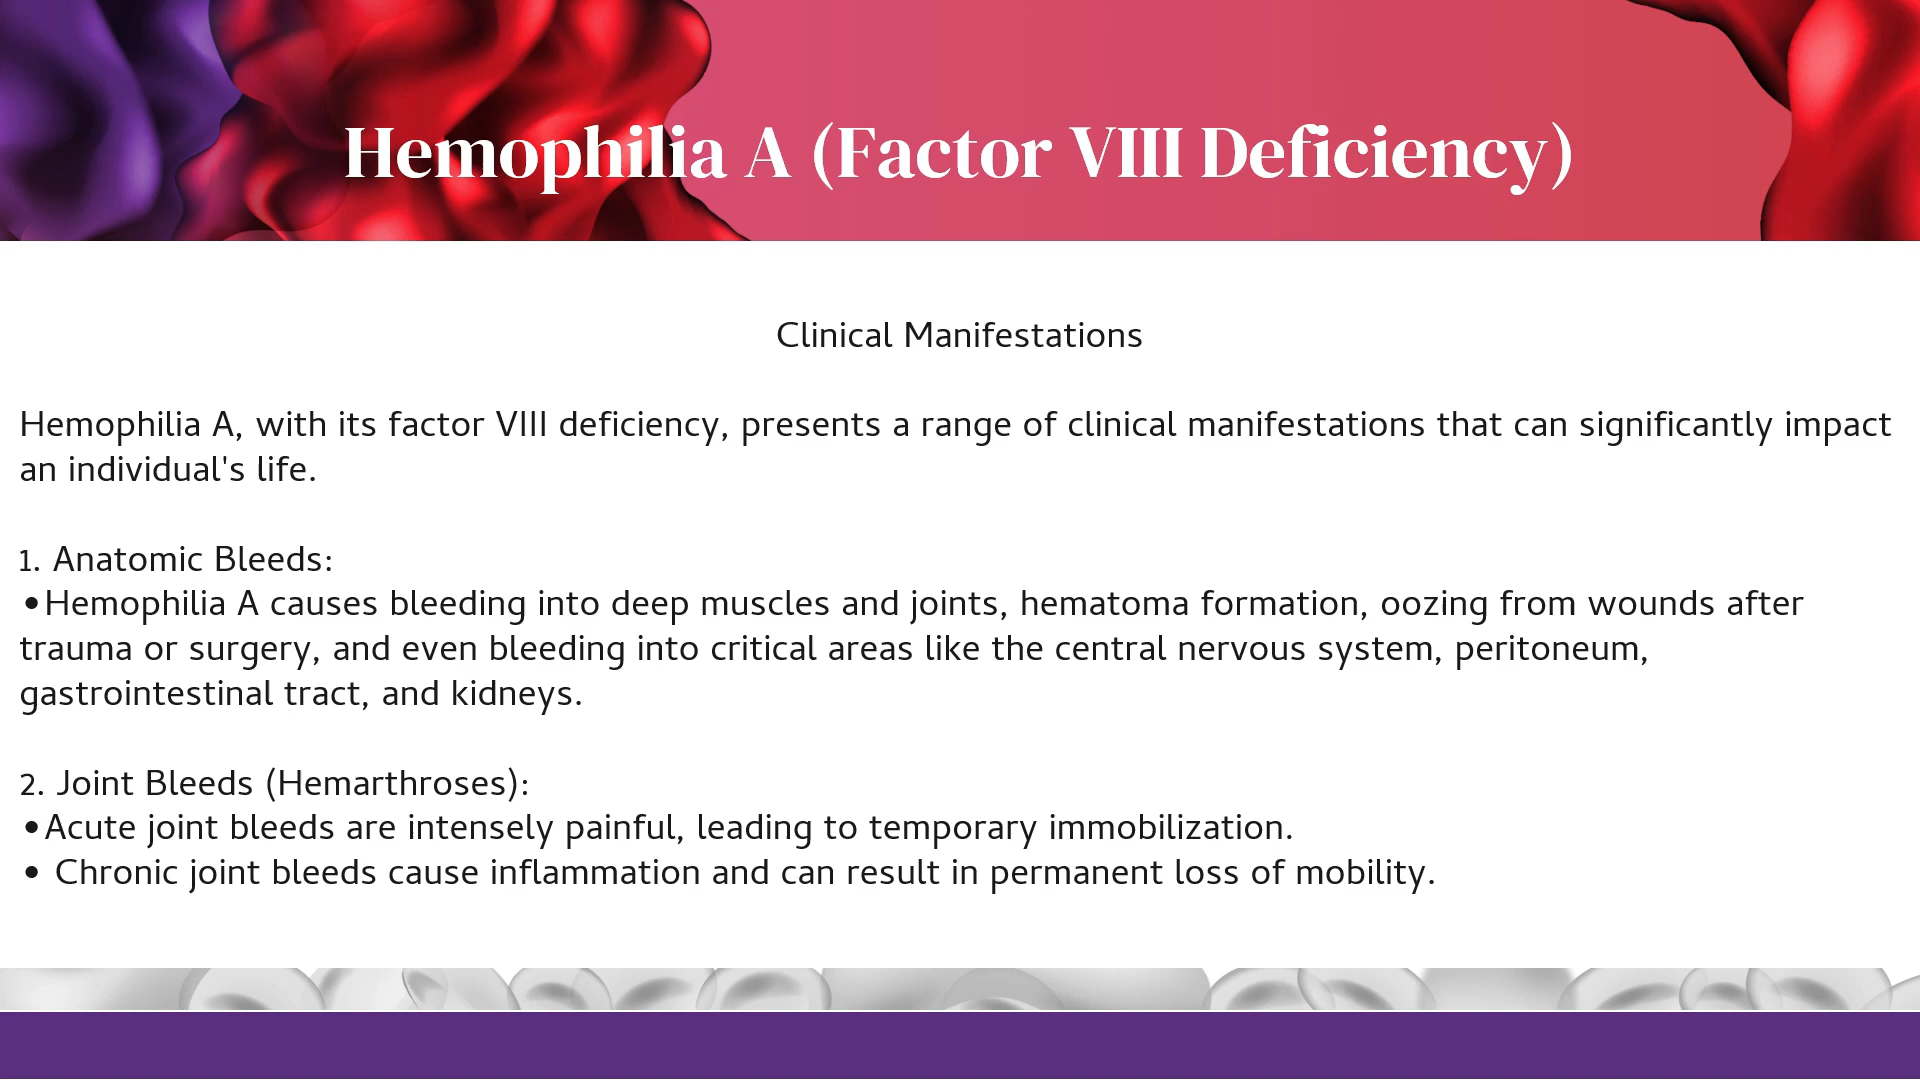 Hemophilia A (Factor VIII Deficiency)
Clinical Manifestations
Hemophilia A, with its factor VIII deficiency, presents a range of clinical manifestations that can significantly impact
an individual's life.
1. Anatomic Bleeds:
•Hemophilia A causes bleeding into deep muscles and joints, hematoma formation, oozing from wounds after
trauma or surgery, and even bleeding into critical areas like the central nervous system, peritoneum,
gastrointestinal tract, and kidneys.
2. Joint Bleeds (Hemarthroses):
•Acute joint bleeds are intensely painful, leading to temporary immobilization.
• Chronic joint bleeds cause inflammation and can result in permanent loss of mobility.